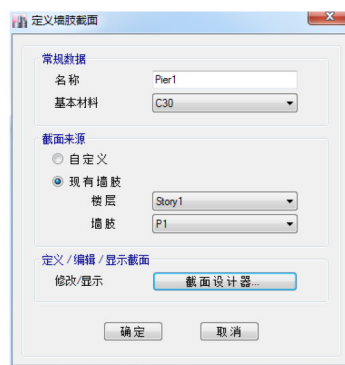 定义墙肢截面
常规数据
名称 Pier1
基本材料 C30
截面来源
自定义
现有墙肢
楼层 Story1
墙肢 P1
定义/编辑/显示截面
修改/显示 截面设计器...
确定 取消